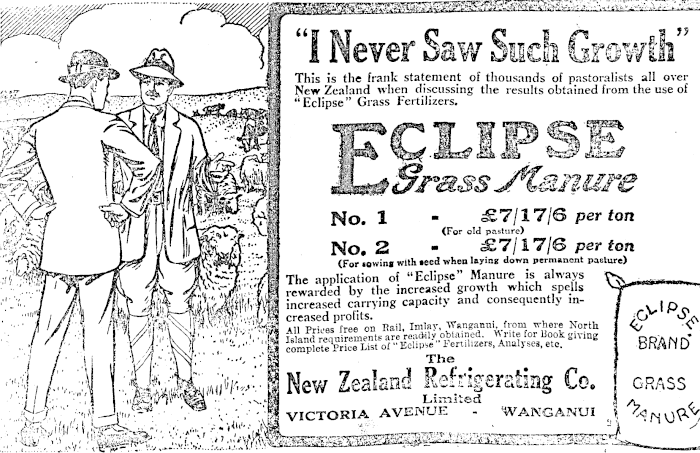 "I Never Saw Such Growth"
This is the frank statement of thousands of pastoralists all over
New Zealand when discussing the results obtained from the use of
"Eclipse" Grass Fertilizers.
ECLIPSE
Grass Manure
No. 1 - £7/17/6 per ton
(For old pasture)
No. 2 - £7/17/6 per ton
(For sowing with seed when laying down permanent pasture)
The application of "Eclipse" Manure is always
rewarded by the increased growth which spells
increased carrying capacity and consequently in-
creased profits.
All Prices free on Rail, Imlay, Wanganui, from where North
Island requirements are readily obtained. Write for Book giving
complete Price List of "Eclipse" Fertilizers, Analyses, etc.
The
New Zealand Refrigerating Co.
Limited
VICTORIA AVENUE - WANGANUI
ECLIPSE
BRAND.
GRASS
MANURE